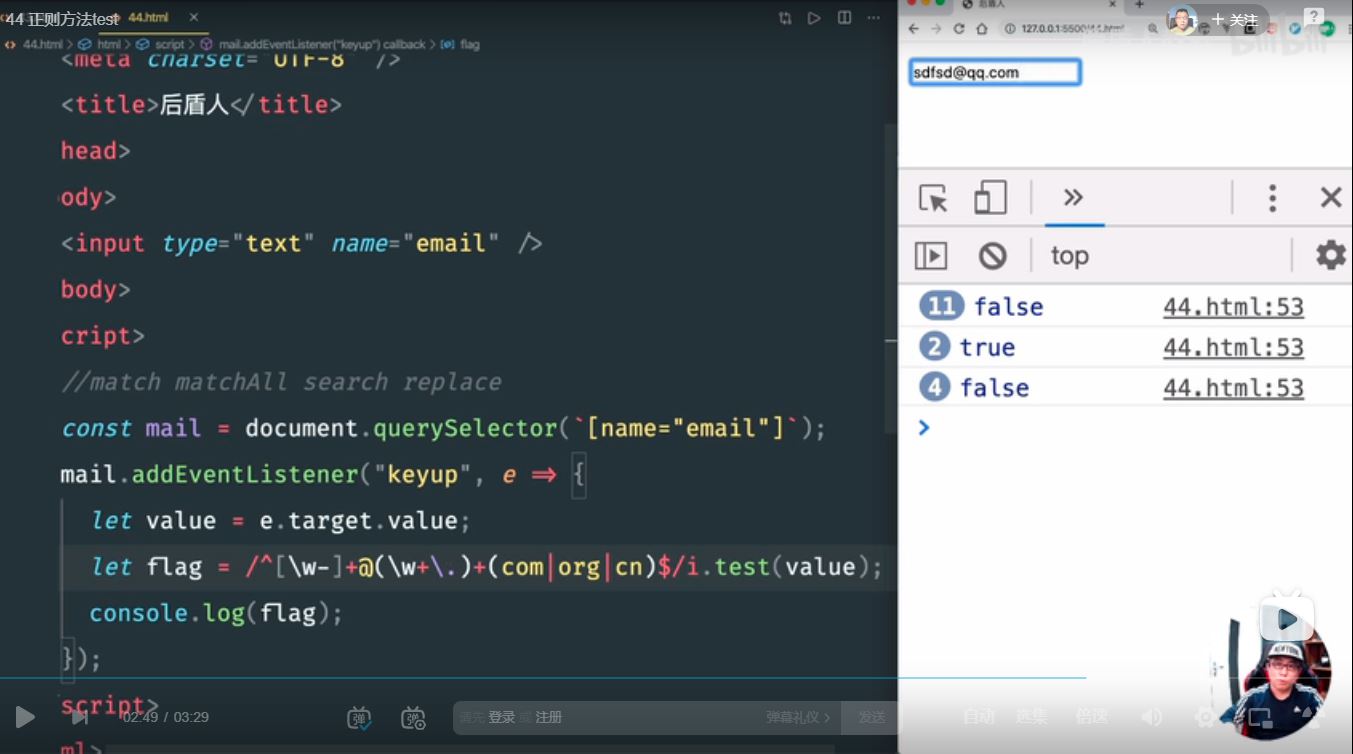 44 正则方法test
44.html
44.html > html > script > mail.addEventListener("keyup") callback > flag
<meta charset="UTF-8" />
<title>后盾人</title>
head>
ody>
<input type="text" name="email" />
body>
cript>
//match matchAll search replace
const mail = document.querySelector(`[name="email"]`);
mail.addEventListener("keyup", e => {
let value = e.target.value;
let flag = /^[\w-]+@(\w+\.)+(com|org|cn)$/i.test(value);
console.log(flag);
});
script>
ml>
02:49 / 03:29
请先 登录 或 注册
弹幕礼仪 >
发送
自动 选集 倍速
后盾人
+ 关注
127.0.0.1:5500/44.html
bilibili
sdfsd@qq.com
top
11 false 44.html:53
2 true 44.html:53
4 false 44.html:53
>
NEW YORK